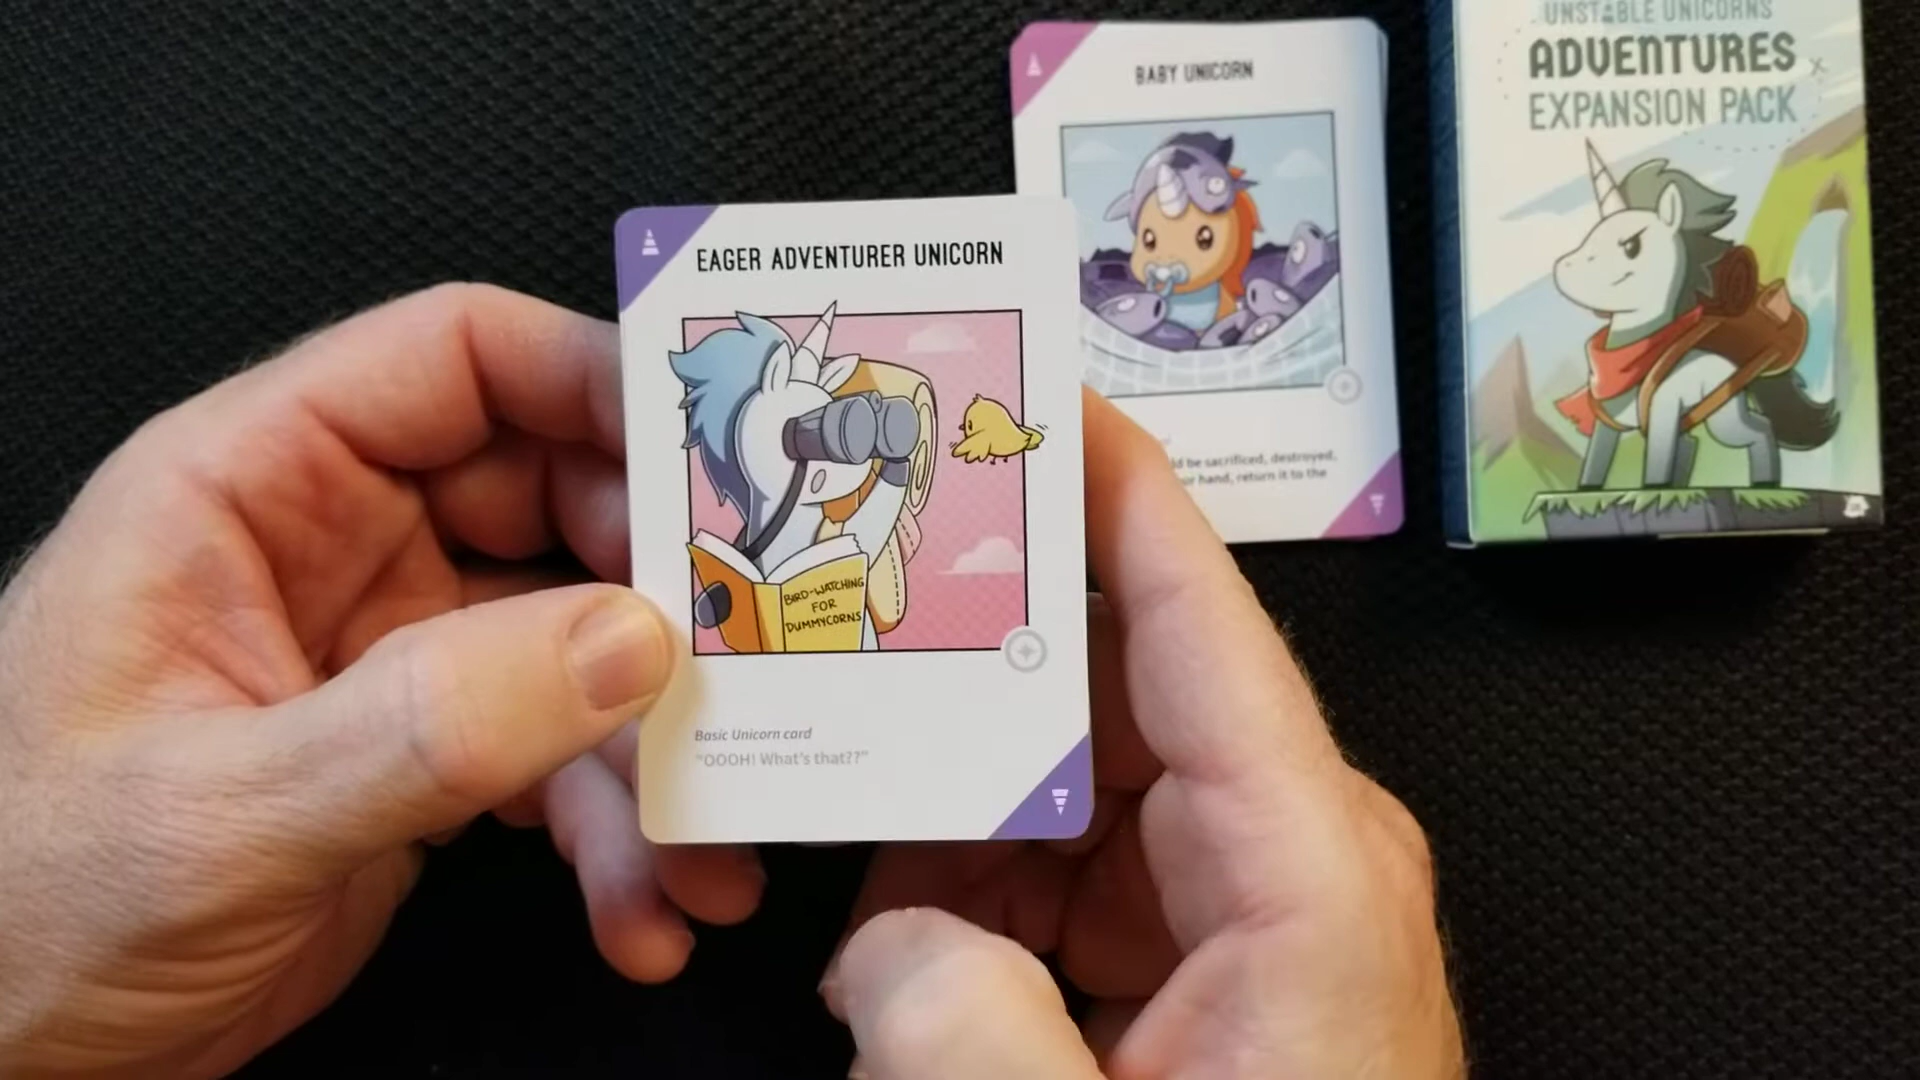 UNSTABLE UNICORNS
ADVENTURES
EXPANSION PACK
BABY UNICORN
d be sacrificed, destroyed,
or hand, return it to the
EAGER ADVENTURER UNICORN
BIRD-WATCHING
FOR
DUMMYCORNS
Basic Unicorn card
"OOOH! What's that??"